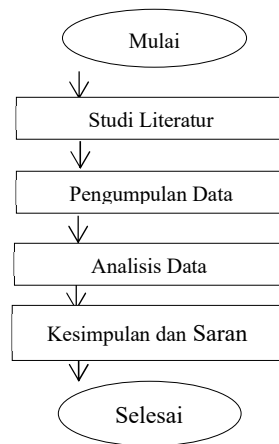 Mulai
Studi Literatur
Pengumpulan Data
Analisis Data
Kesimpulan dan Saran
Selesai